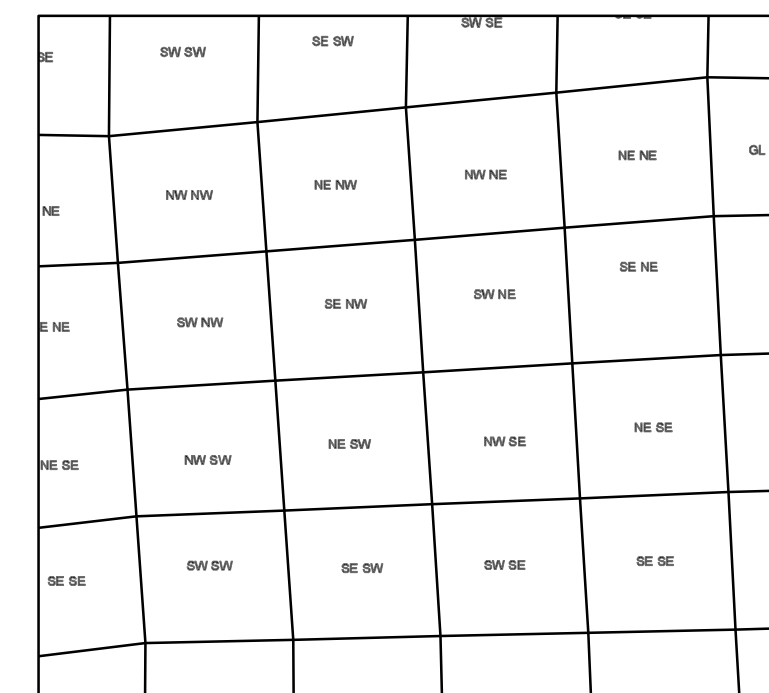 SW SE
SE SW
SW SW
SE
NE NE
NW NE
NE NW
NW NW
GL
NE
SE NE
SW NE
SE NW
SW NW
E NE
NE SE
NW SE
NE SW
NW SW
NE SE
SE SE
SW SE
SE SW
SW SW
SE SE